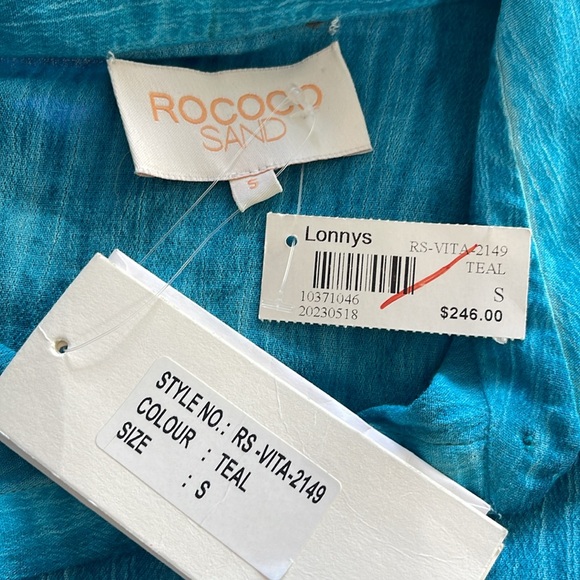 ROCOCO
SAND
S
Lonnys
RS-VITA-2149
TEAL
S
10371046
20230518
$246.00
STYLE NO.: RS-VITA-2149
COLOUR : TEAL
SIZE : S